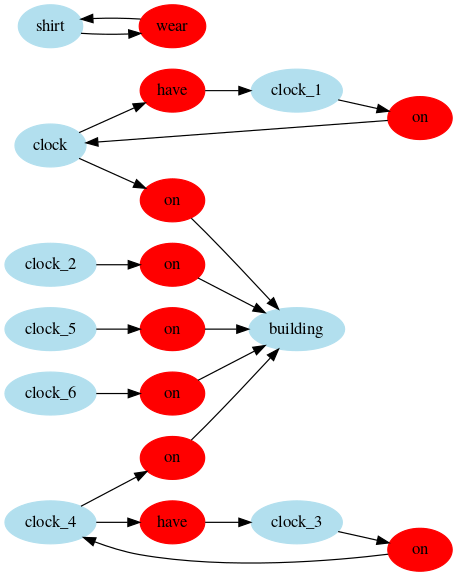 shirt
wear
have
clock_1
on
clock
on
clock_2
on
clock_5
on
building
clock_6
on
on
clock_4
have
clock_3
on